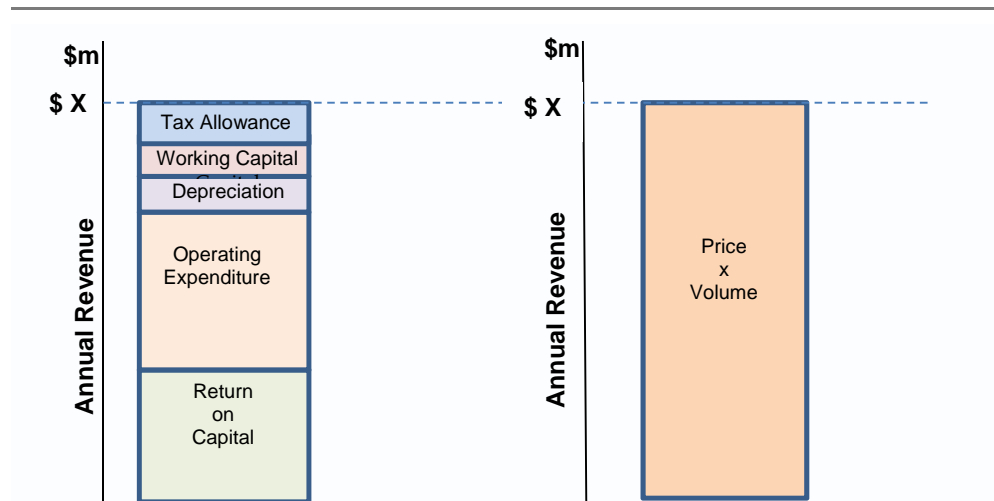 $m
$ X
Tax Allowance
Working Capital
Depreciation
Operating
Expenditure
Return
on
Capital
Annual Revenue
$m
$ X
Price
x
Volume
Annual Revenue